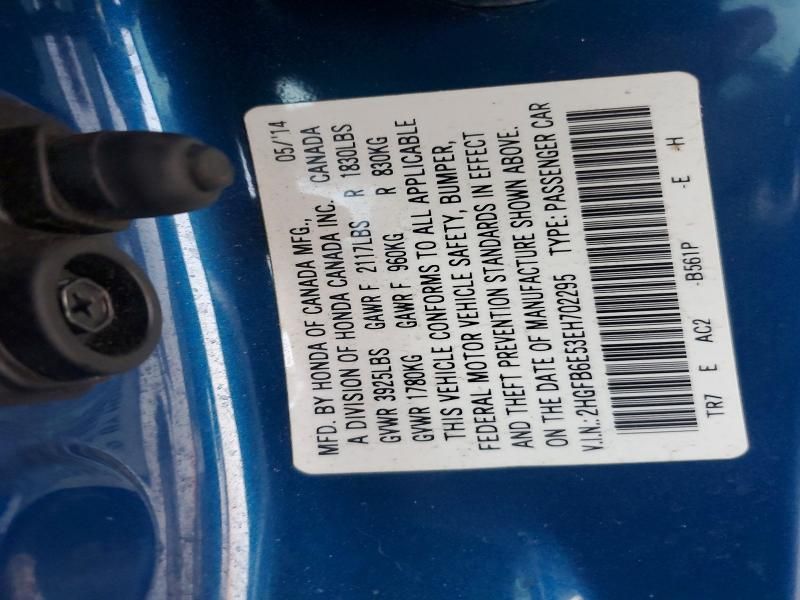 05/14
MFD. BY HONDA OF CANADA MFG.,
A DIVISION OF HONDA CANADA INC. CANADA
GVWR 3925LBS GAWR F 2117LBS R 1830LBS
GVWR 1780KG GAWR F 960KG R 830KG
THIS VEHICLE CONFORMS TO ALL APPLICABLE
FEDERAL MOTOR VEHICLE SAFETY, BUMPER,
AND THEFT PREVENTION STANDARDS IN EFFECT
ON THE DATE OF MANUFACTURE SHOWN ABOVE.
V.I.N.: 2HGFB6E53EH702295 TYPE: PASSENGER CAR
TR7 E AC2 -B561P -E -H